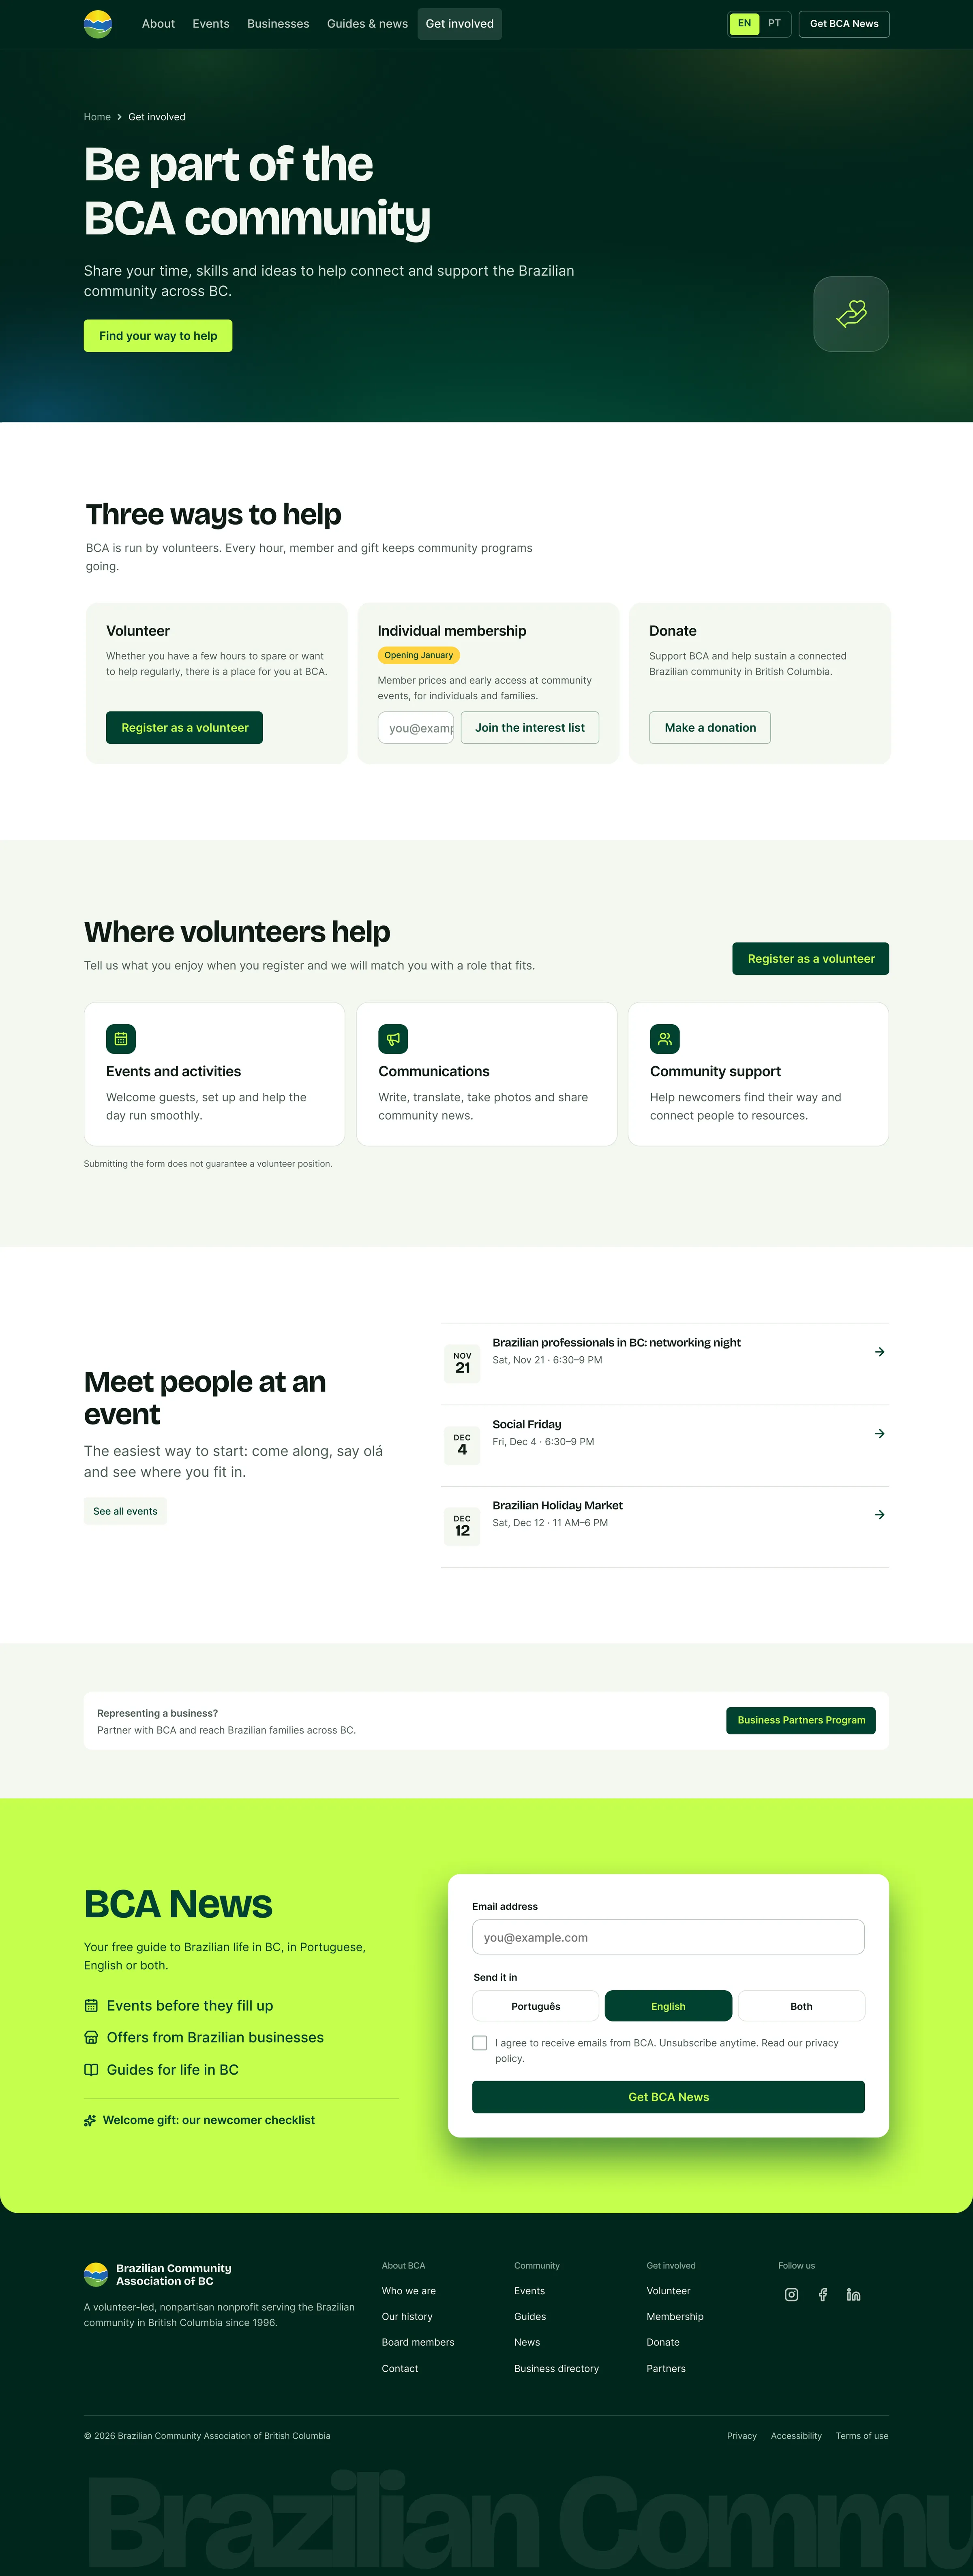 About Events Businesses Guides & news Get involved EN PT Get BCA News
Home > Get involved
Be part of the
BCA community
Share your time, skills and ideas to help connect and support the Brazilian
community across BC.
Find your way to help
Three ways to help
BCA is run by volunteers. Every hour, member and gift keeps community programs
going.
Volunteer
Whether you have a few hours to spare or want
to help regularly, there is a place for you at BCA.
Register as a volunteer
Individual membership
Opening January
Member prices and early access at community
events, for individuals and families.
you@examp
Join the interest list
Donate
Support BCA and help sustain a connected
Brazilian community in British Columbia.
Make a donation
Where volunteers help
Tell us what you enjoy when you register and we will match you with a role that fits.
Register as a volunteer
Events and activities
Welcome guests, set up and help the
day run smoothly.
Communications
Write, translate, take photos and share
community news.
Community support
Help newcomers find their way and
connect people to resources.
Submitting the form does not guarantee a volunteer position.
Meet people at an
event
The easiest way to start: come along, say olá
and see where you fit in.
See all events
NOV
21
Brazilian professionals in BC: networking night
Sat, Nov 21 · 6:30–9 PM
DEC
4
Social Friday
Fri, Dec 4 · 6:30–9 PM
DEC
12
Brazilian Holiday Market
Sat, Dec 12 · 11 AM–6 PM
Representing a business?
Partner with BCA and reach Brazilian families across BC.
Business Partners Program
BCA News
Your free guide to Brazilian life in BC, in Portuguese,
English or both.
Events before they fill up
Offers from Brazilian businesses
Guides for life in BC
Welcome gift: our newcomer checklist
Email address
you@example.com
Send it in
Português English Both
I agree to receive emails from BCA. Unsubscribe anytime. Read our privacy
policy.
Get BCA News
Brazilian Community
Association of BC
A volunteer-led, nonpartisan nonprofit serving the Brazilian
community in British Columbia since 1996.
About BCA
Who we are
Our history
Board members
Contact
Community
Events
Guides
News
Business directory
Get involved
Volunteer
Membership
Donate
Partners
Follow us
© 2026 Brazilian Community Association of British Columbia
Privacy Accessibility Terms of use
Brazilian Commu